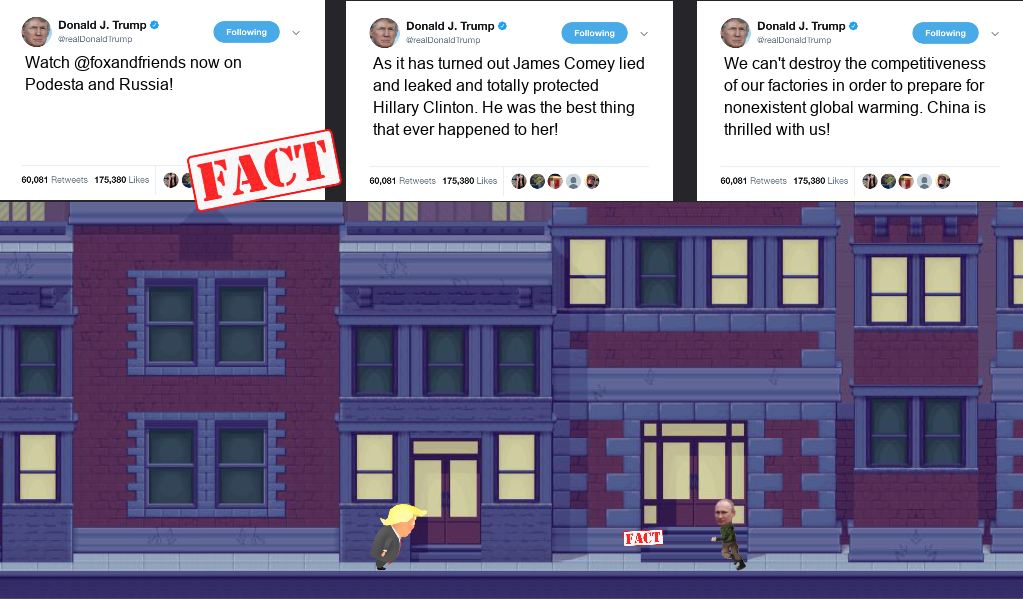 Donald J. Trump
@realDonaldTrump
Following
Watch @foxandfriends now on
Podesta and Russia!
60,081 Retweets 175,380 Likes
FACT
Donald J. Trump
@realDonaldTrump
Following
As it has turned out James Comey lied
and leaked and totally protected
Hillary Clinton. He was the best thing
that ever happened to her!
60,081 Retweets 175,380 Likes
Donald J. Trump
@realDonaldTrump
Following
We can't destroy the competitiveness
of our factories in order to prepare for
nonexistent global warming. China is
thrilled with us!
60,081 Retweets 175,380 Likes
FACT